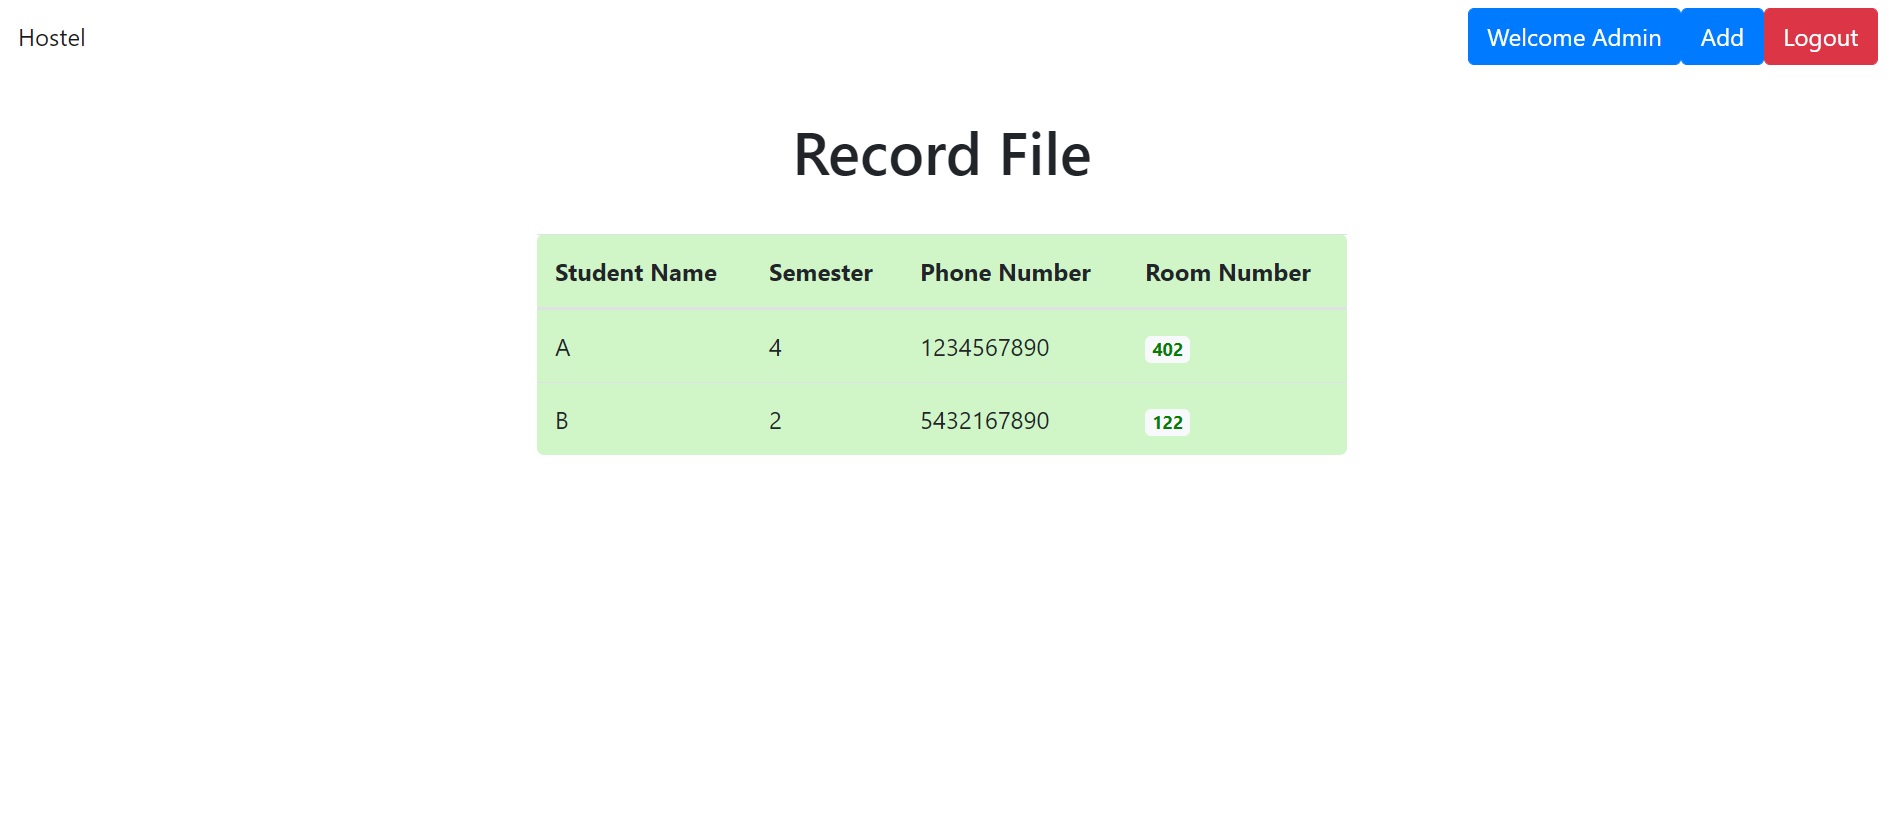 Hostel Welcome Admin Add Logout
Record File
Student Name Semester Phone Number Room Number
A 4 1234567890 402
B 2 5432167890 122